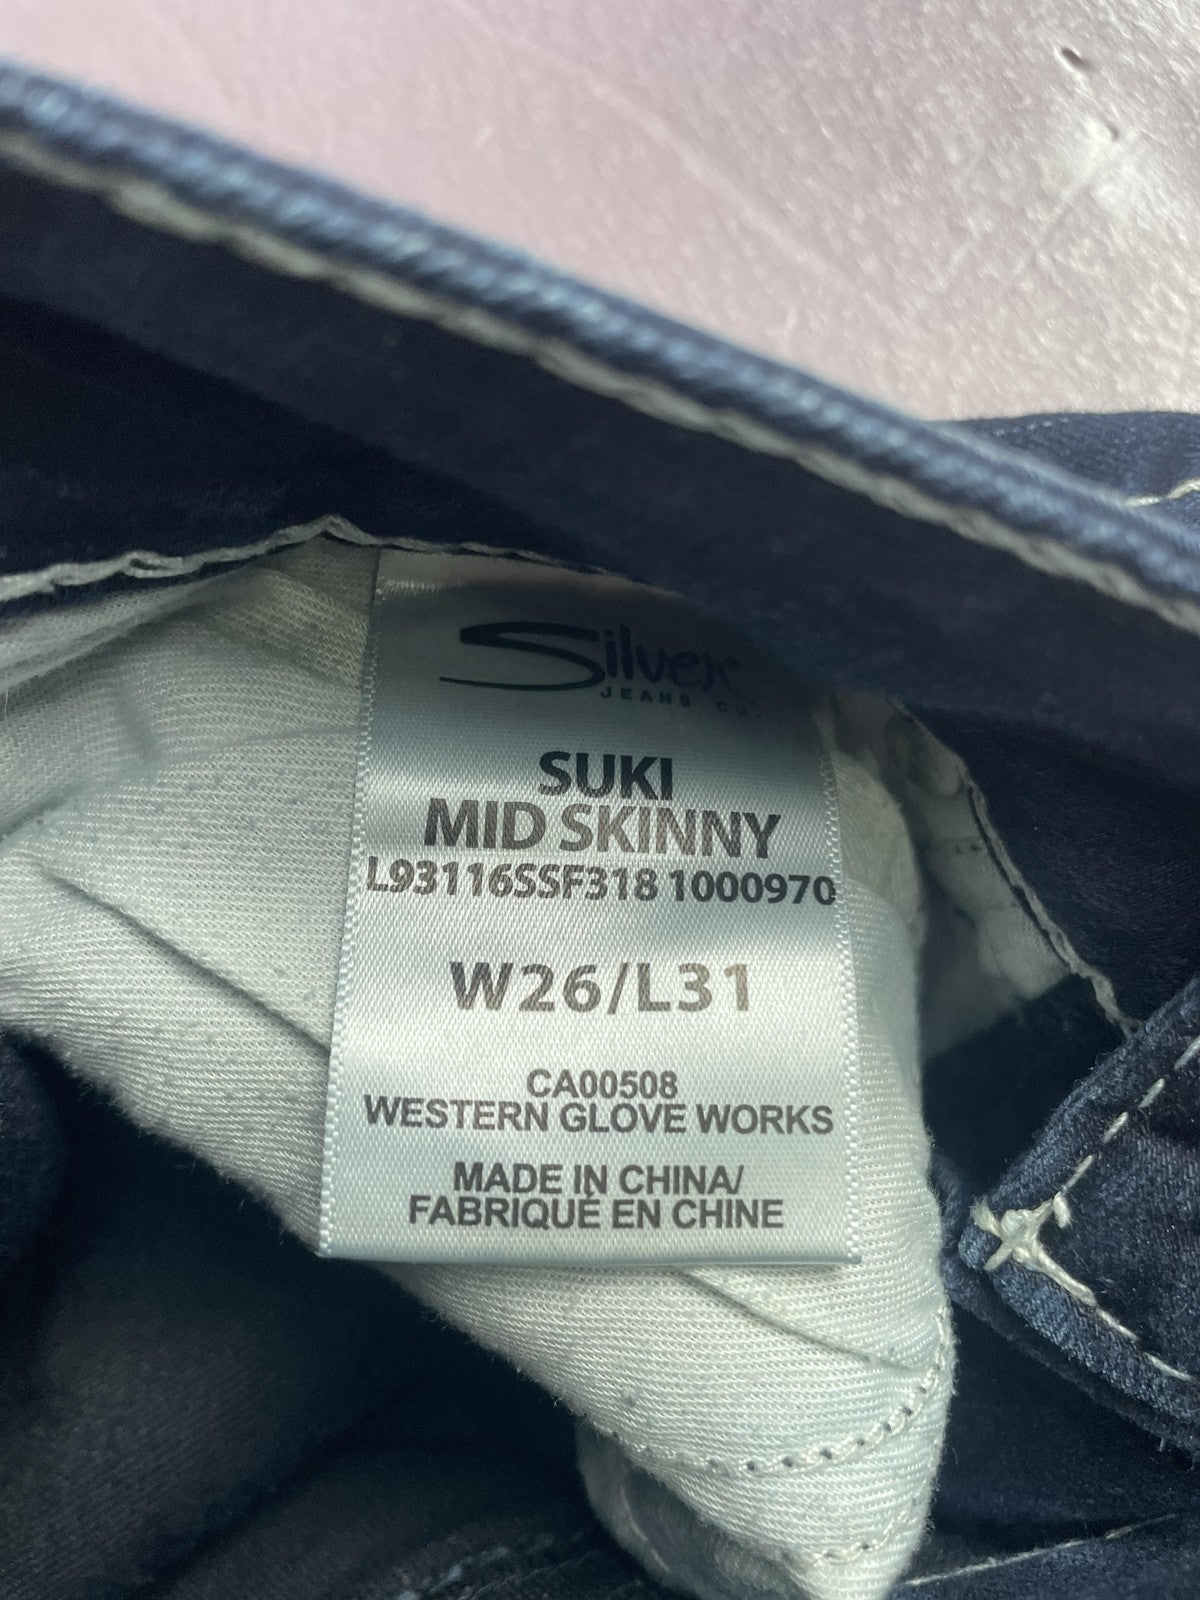 Silver
JEANS CO.
SUKI
MID SKINNY
L93116SSF318 1000970
W26/L31
CA00508
WESTERN GLOVE WORKS
MADE IN CHINA/
FABRIQUÉ EN CHINE